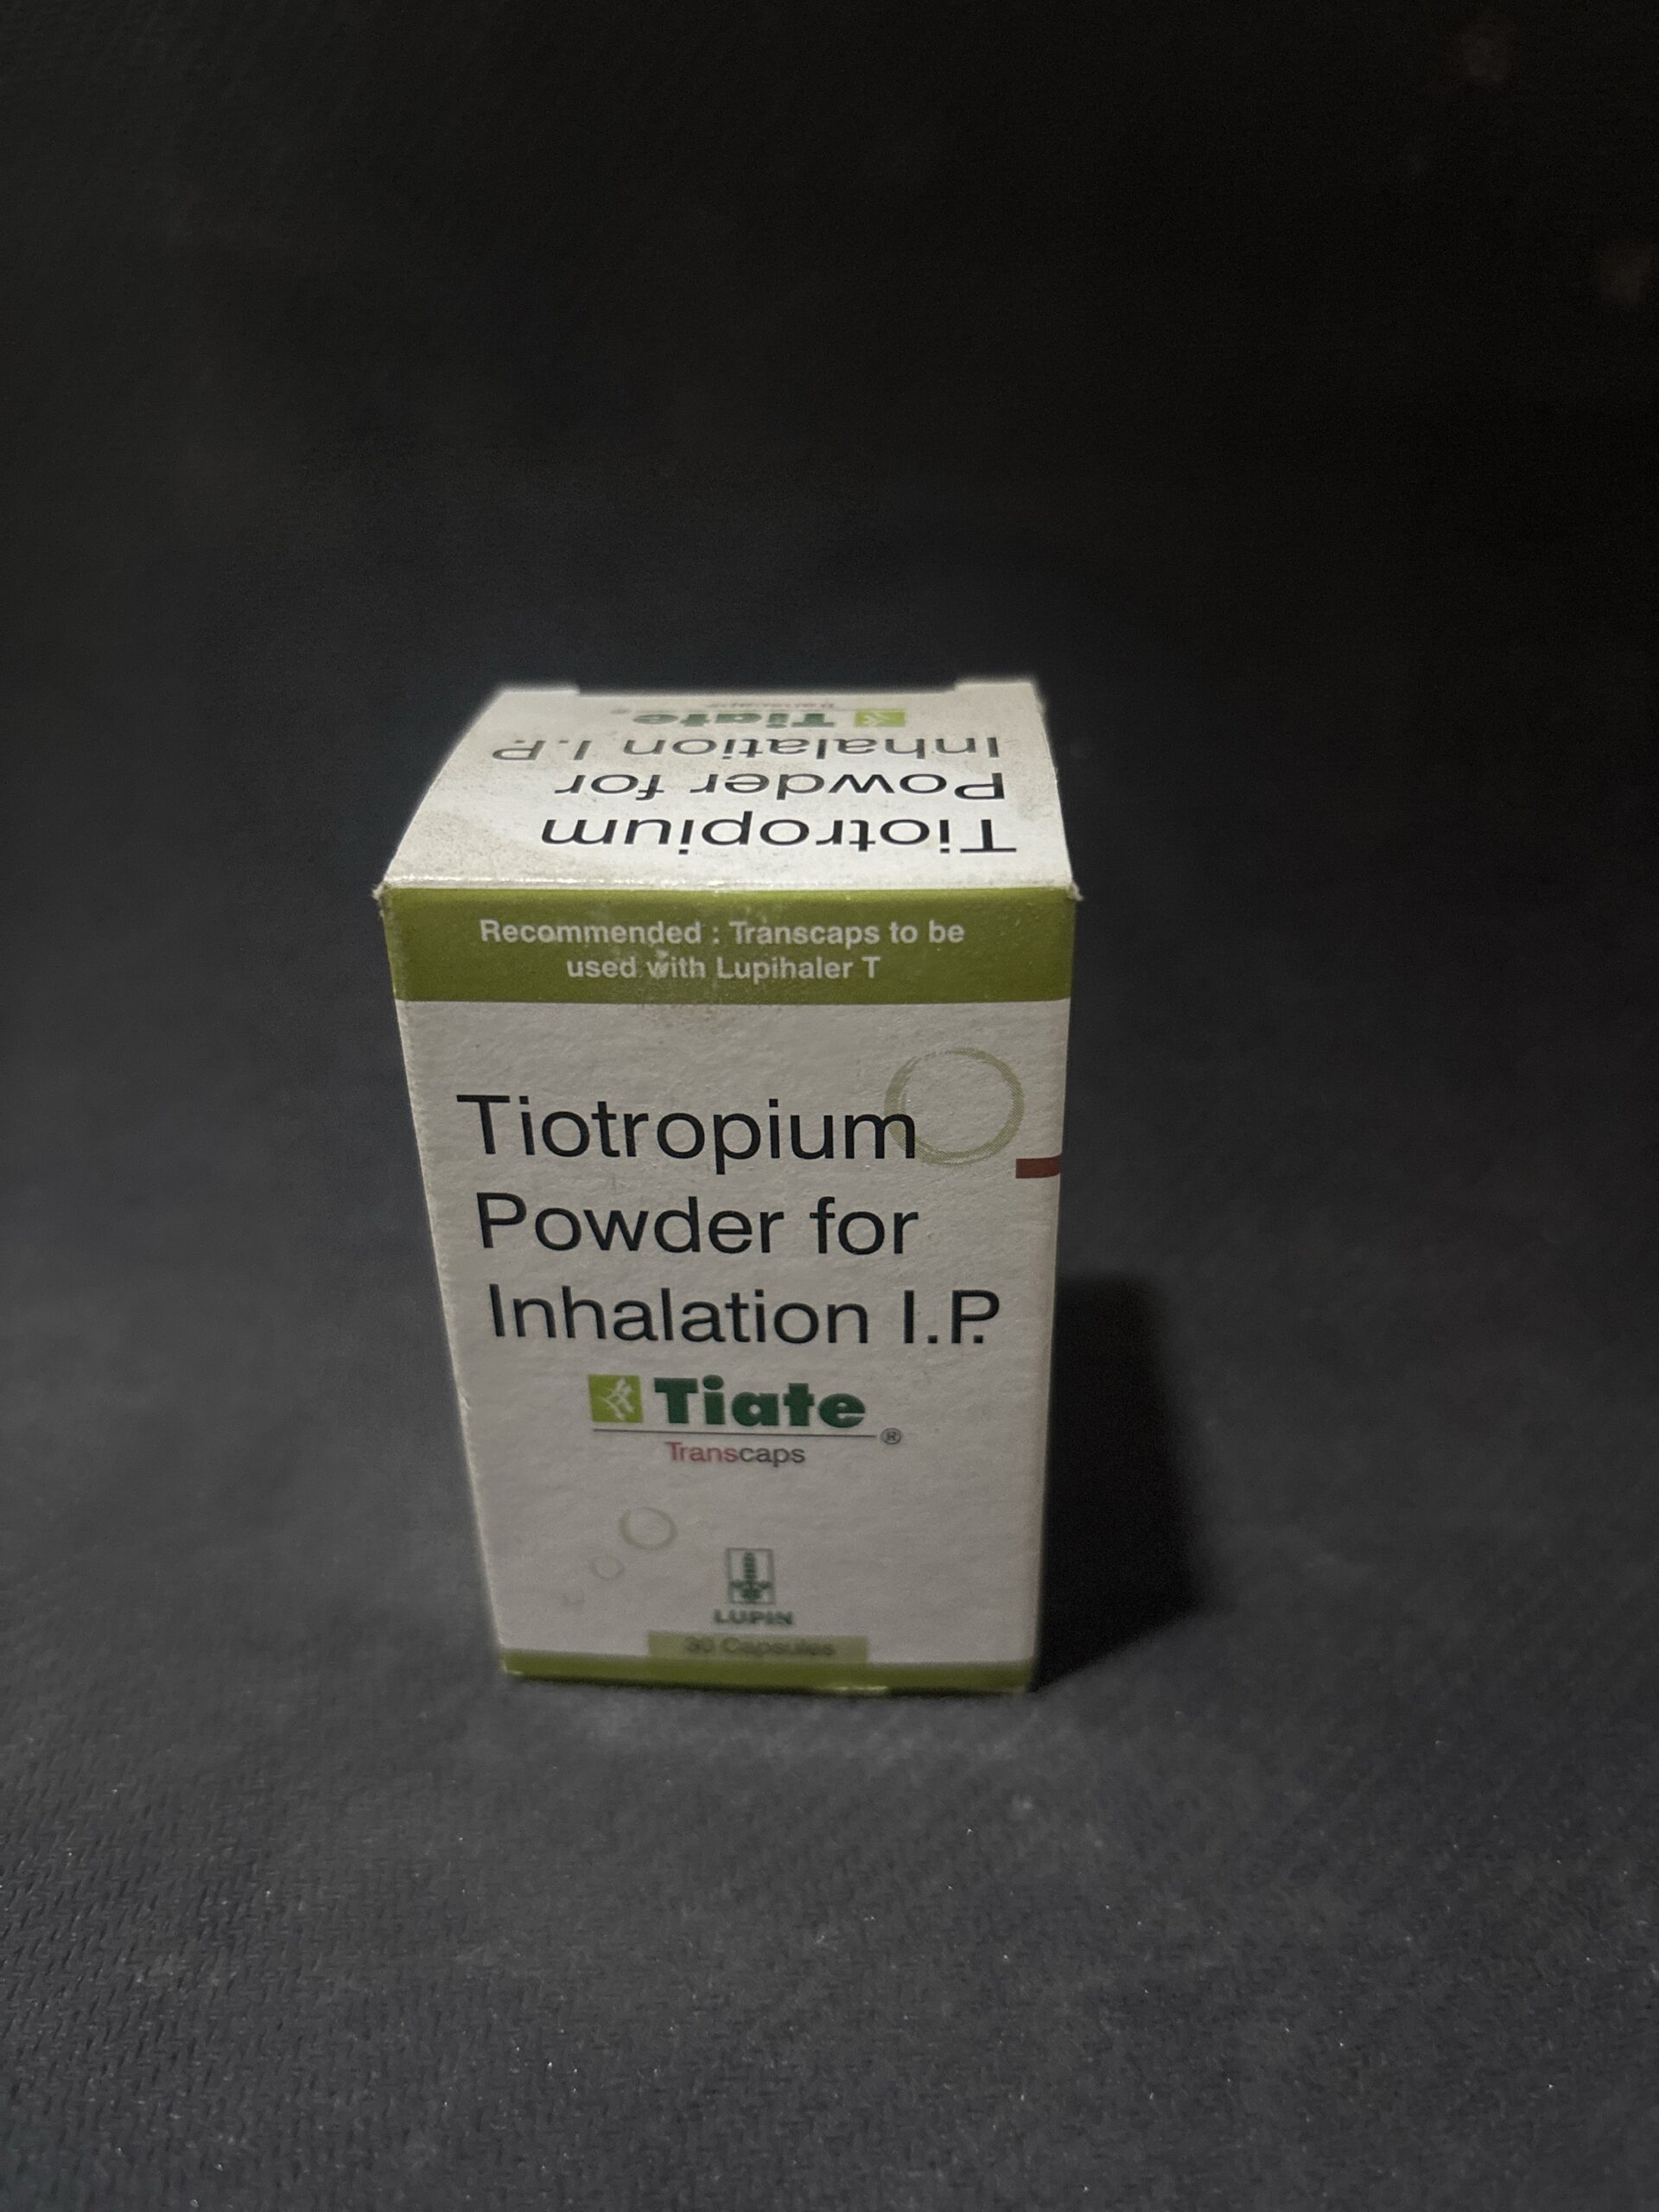 Transcaps
Tiate
Inhalation I.P.
Powder for
Tiotropium
Recommended : Transcaps to be
used with Lupihaler T
Tiotropium
Powder for
Inhalation I.P.
Tiate®
Transcaps
LUPIN
30 Capsules